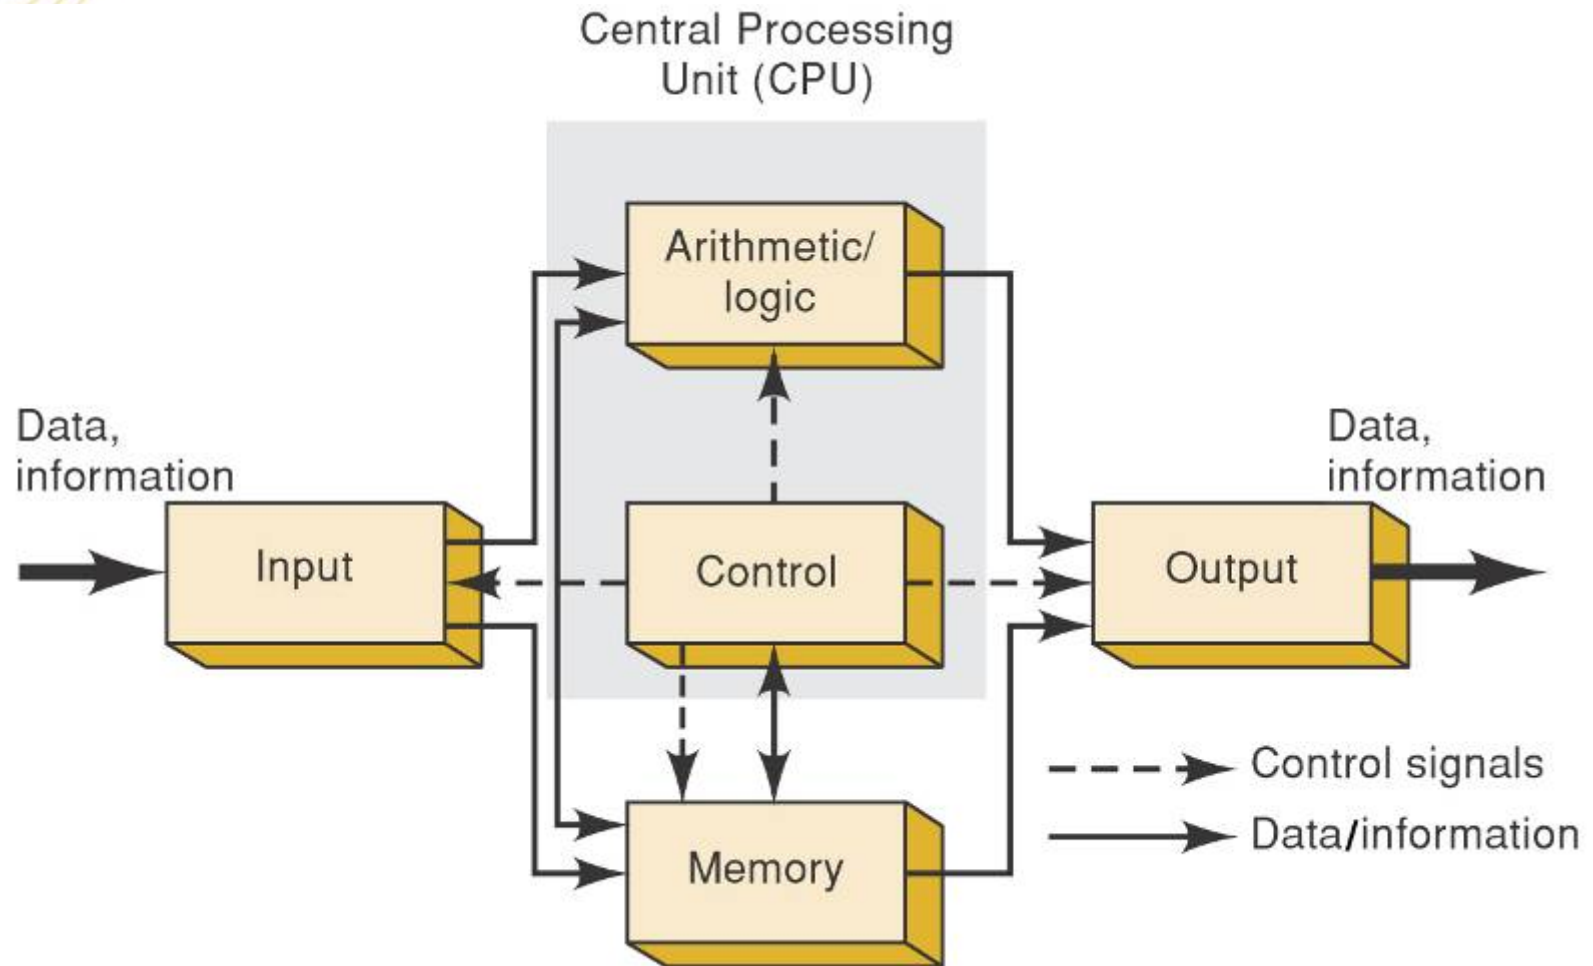 Central Processing
Unit (CPU)
Arithmetic/
logic
Data,
information
Data,
information
Input
Control
Output
Control signals
Data/information
Memory